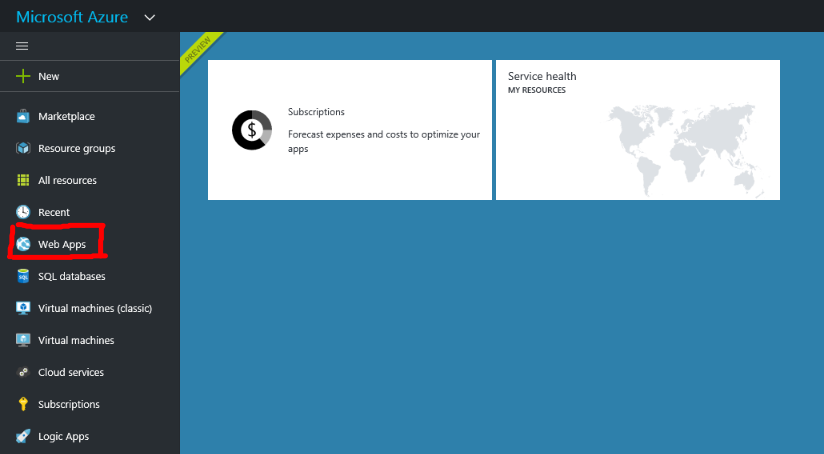 Microsoft Azure
New
Marketplace
Resource groups
All resources
Recent
Web Apps
SQL
SQL databases
Virtual machines (classic)
Virtual machines
Cloud services
Subscriptions
Logic Apps
PREVIEW
$
Subscriptions
Forecast expenses and costs to optimize your
apps
Service health
MY RESOURCES